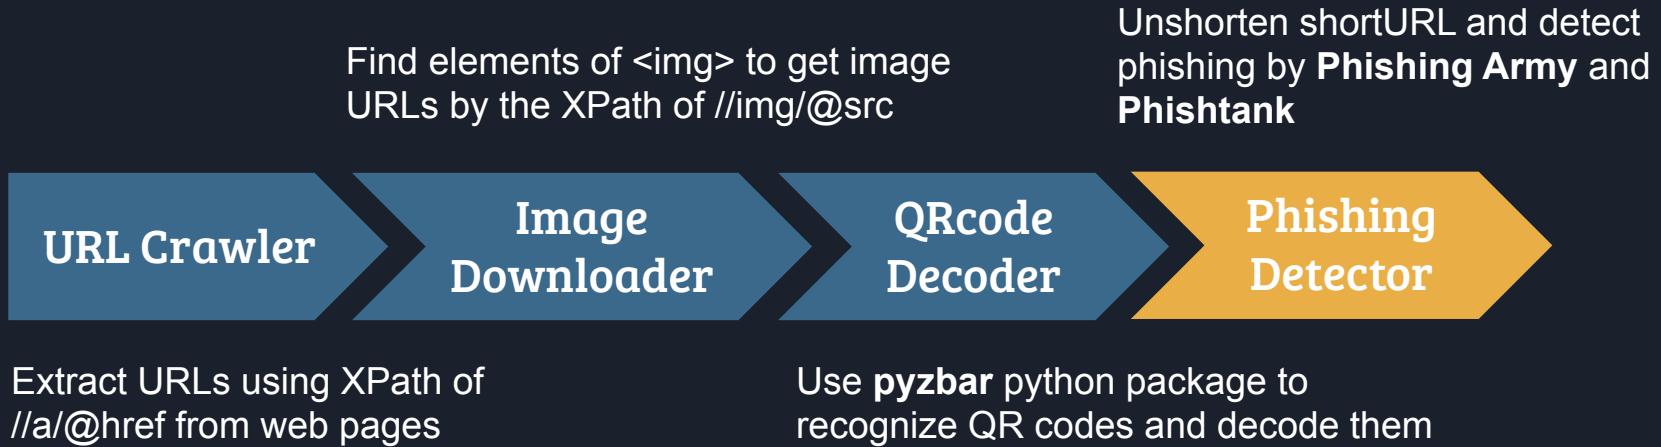 Unshorten shortURL and detect
phishing by Phishing Army and
Phishtank
Find elements of <img> to get image
URLs by the XPath of //img/@src
URL Crawler
Image
Downloader
QRcode
Decoder
Phishing
Detector
Extract URLs using XPath of
//a/@href from web pages
Use pyzbar python package to
recognize QR codes and decode them